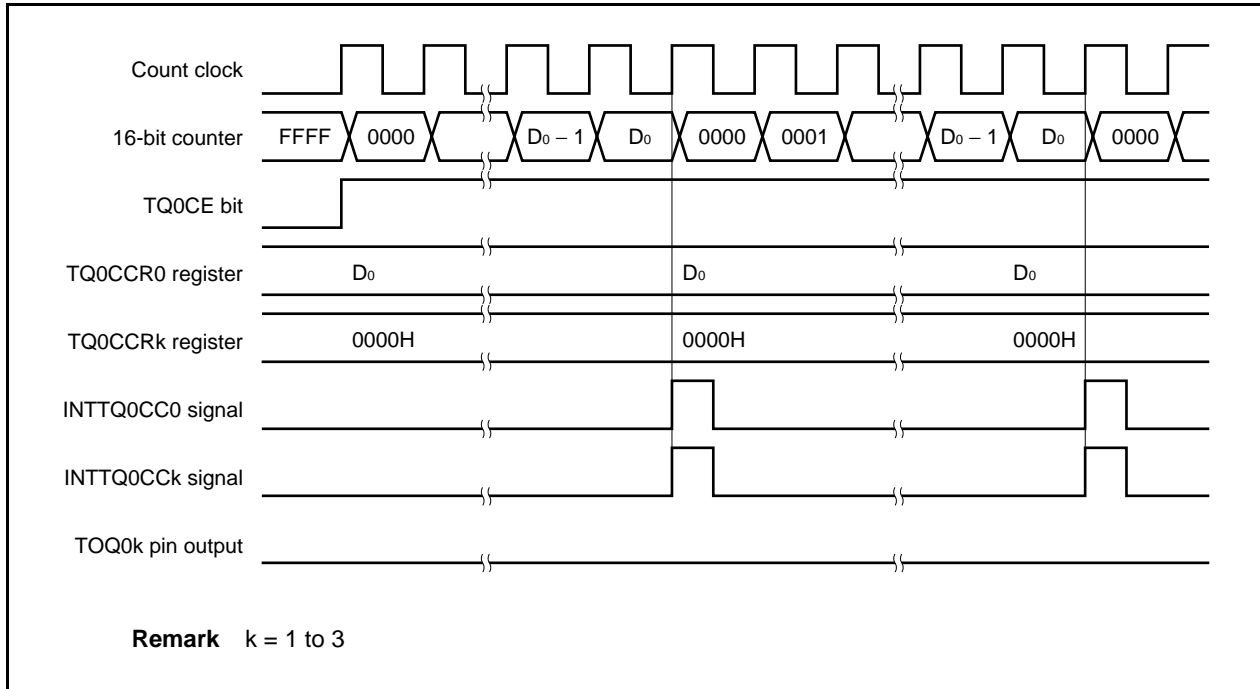 Count clock
16-bit counter FFFF 0000 D₀ − 1 D₀ 0000 0001 D₀ − 1 D₀ 0000
TQ0CE bit
TQ0CCR0 register D₀ D₀ D₀
TQ0CCRk register 0000H 0000H 0000H
INTTQ0CC0 signal
INTTQ0CCk signal
TOQ0k pin output
Remark k = 1 to 3